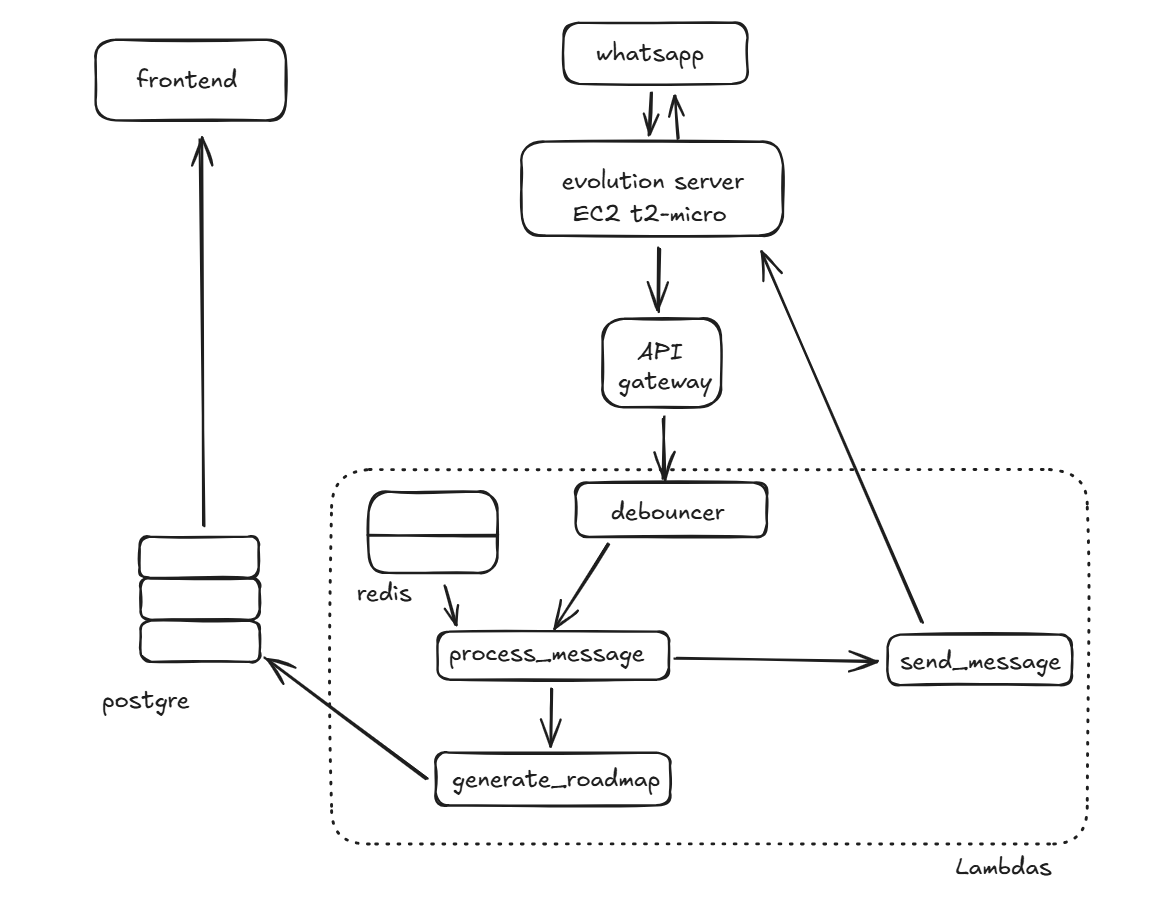 whatsapp
frontend
evolution server
EC2 t2-micro
API
gateway
debouncer
redis
process_message
send_message
postgre
generate_roadmap
Lambdas